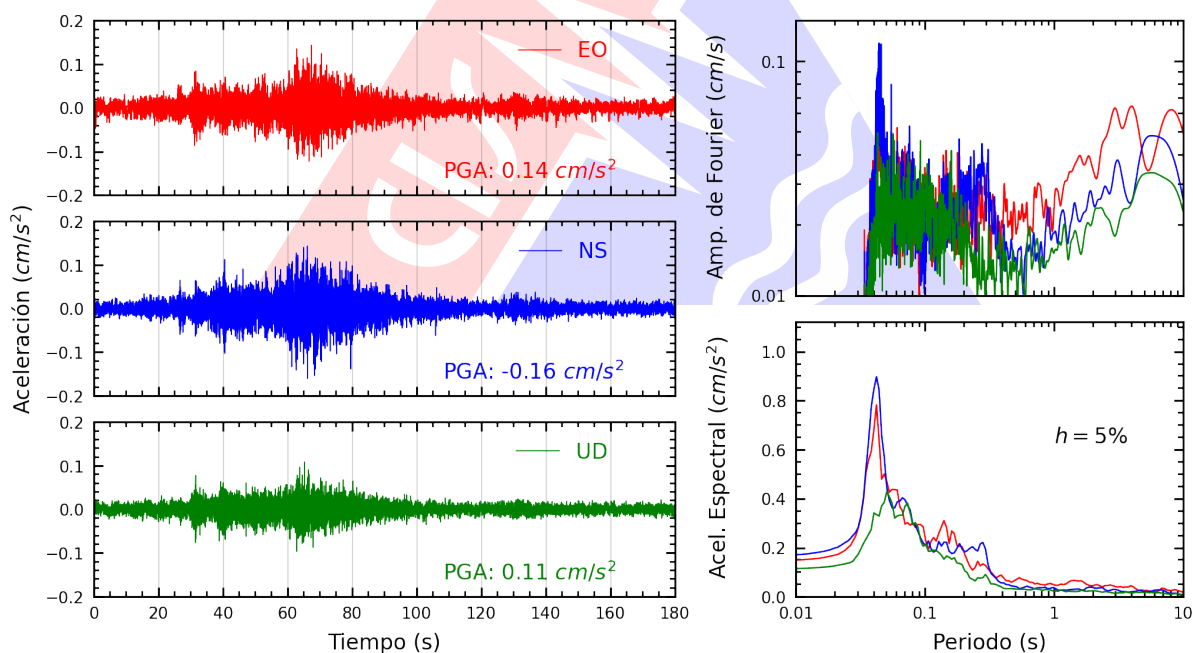 Aceleración (cm/s²)
0.2
0.1
0.0
−0.1
−0.2
EO
PGA: 0.14 cm/s²
0.2
0.1
0.0
−0.1
−0.2
NS
PGA: -0.16 cm/s²
0.2
0.1
0.0
−0.1
−0.2
UD
PGA: 0.11 cm/s²
0 20 40 60 80 100 120 140 160 180
Tiempo (s)
Amp. de Fourier (cm/s)
0.1
0.01
Acel. Espectral (cm/s²)
1.0
0.8
0.6
0.4
0.2
0.0
h = 5%
0.01 0.1 1 10
Periodo (s)